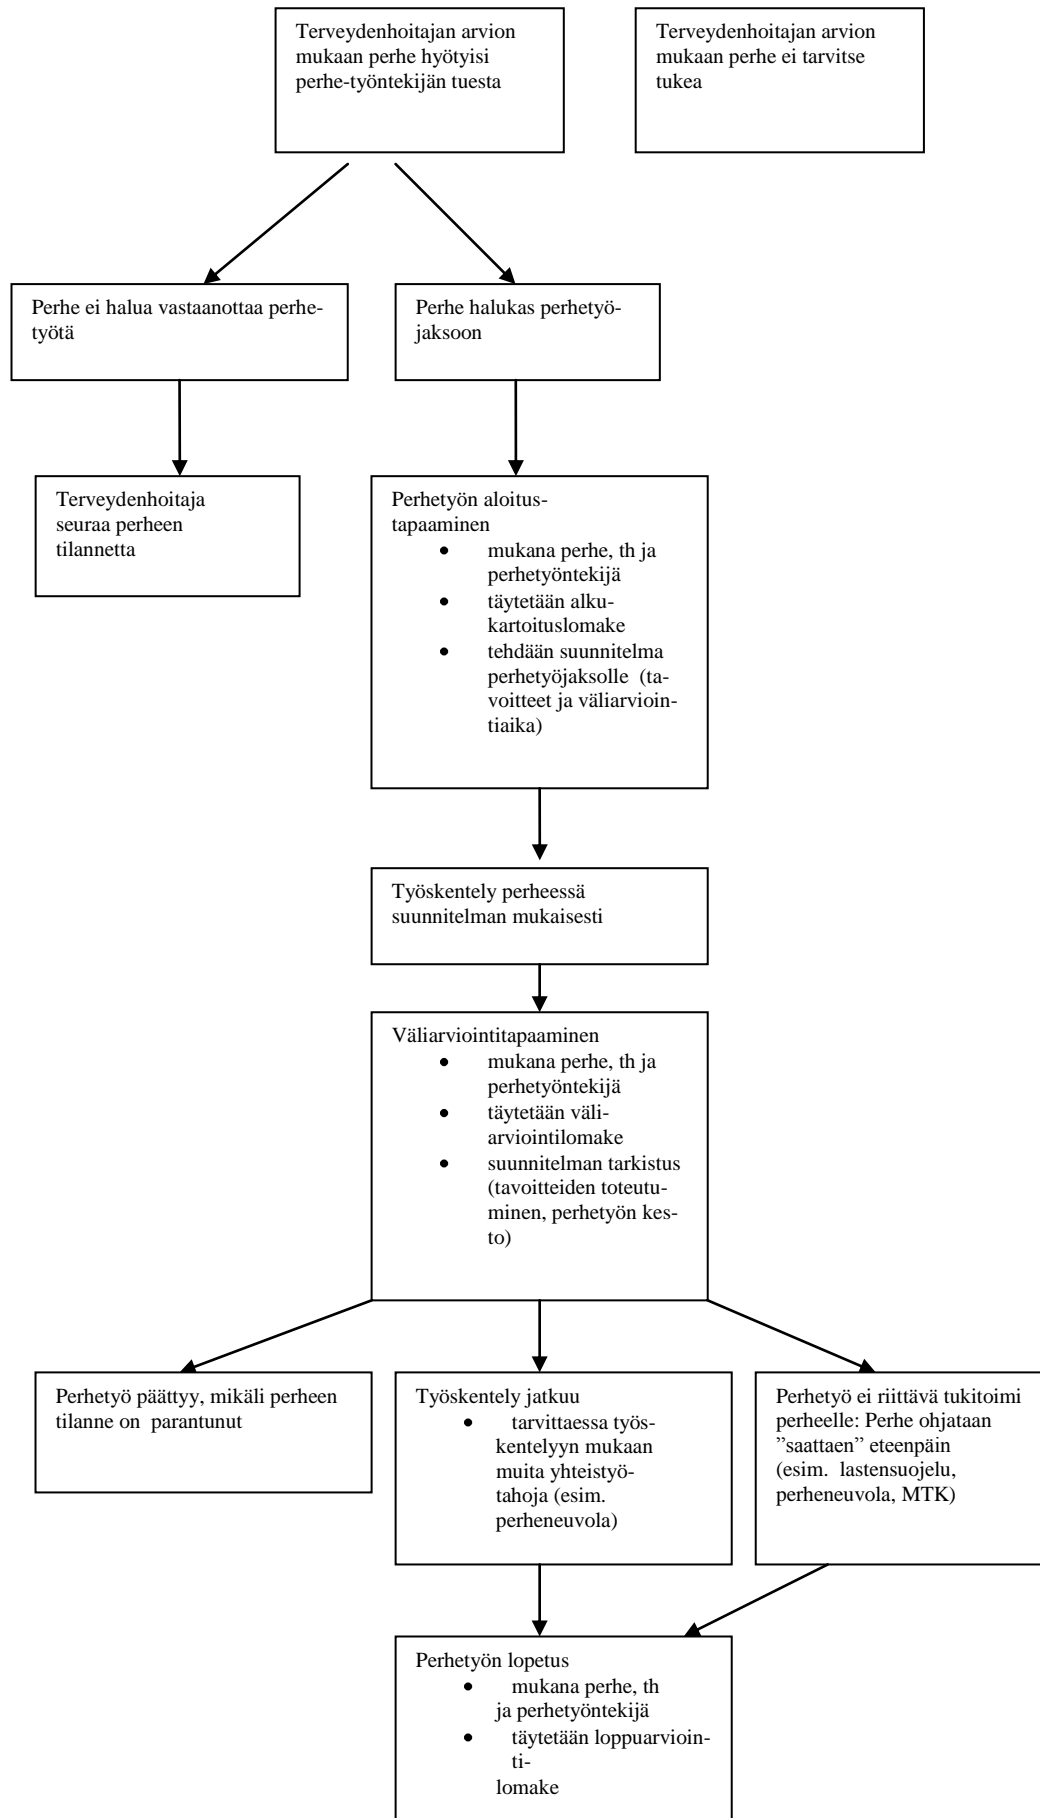 Terveydenhoitajan arvion
mukaan perhe hyötyisi
perhe-työntekijän tuesta
Terveydenhoitajan arvion
mukaan perhe ei tarvitse
tukea
Perhe ei halua vastaanottaa perhe-
työtä
Perhe halukas perhetyö-
jaksoon
Terveydenhoitaja
seuraa perheen
tilannetta
Perhetyön aloitus-
tapaaminen
• mukana perhe, th ja
perhetyöntekijä
• täytetään alku-
kartoituslomake
• tehdään suunnitelma
perhetyöjaksolle (ta-
voitteet ja väliarvioin-
tiaika)
Työskentely perheessä
suunnitelman mukaisesti
Väliarviointitapaaminen
• mukana perhe, th ja
perhetyöntekijä
• täytetään väli-
arviointilomake
• suunnitelman tarkistus
(tavoitteiden toteutu-
minen, perhetyön kes-
to)
Perhetyö päättyy, mikäli perheen
tilanne on parantunut
Työskentely jatkuu
• tarvittaessa työs-
kentelyyn mukaan
muita yhteistyö-
tahoja (esim.
perheneuvola)
Perhetyö ei riittävä tukitoimi
perheelle: Perhe ohjataan
”saattaen” eteenpäin
(esim. lastensuojelu,
perheneuvola, MTK)
Perhetyön lopetus
• mukana perhe, th
ja perhetyöntekijä
• täytetään loppuarvioin-
ti-
lomake